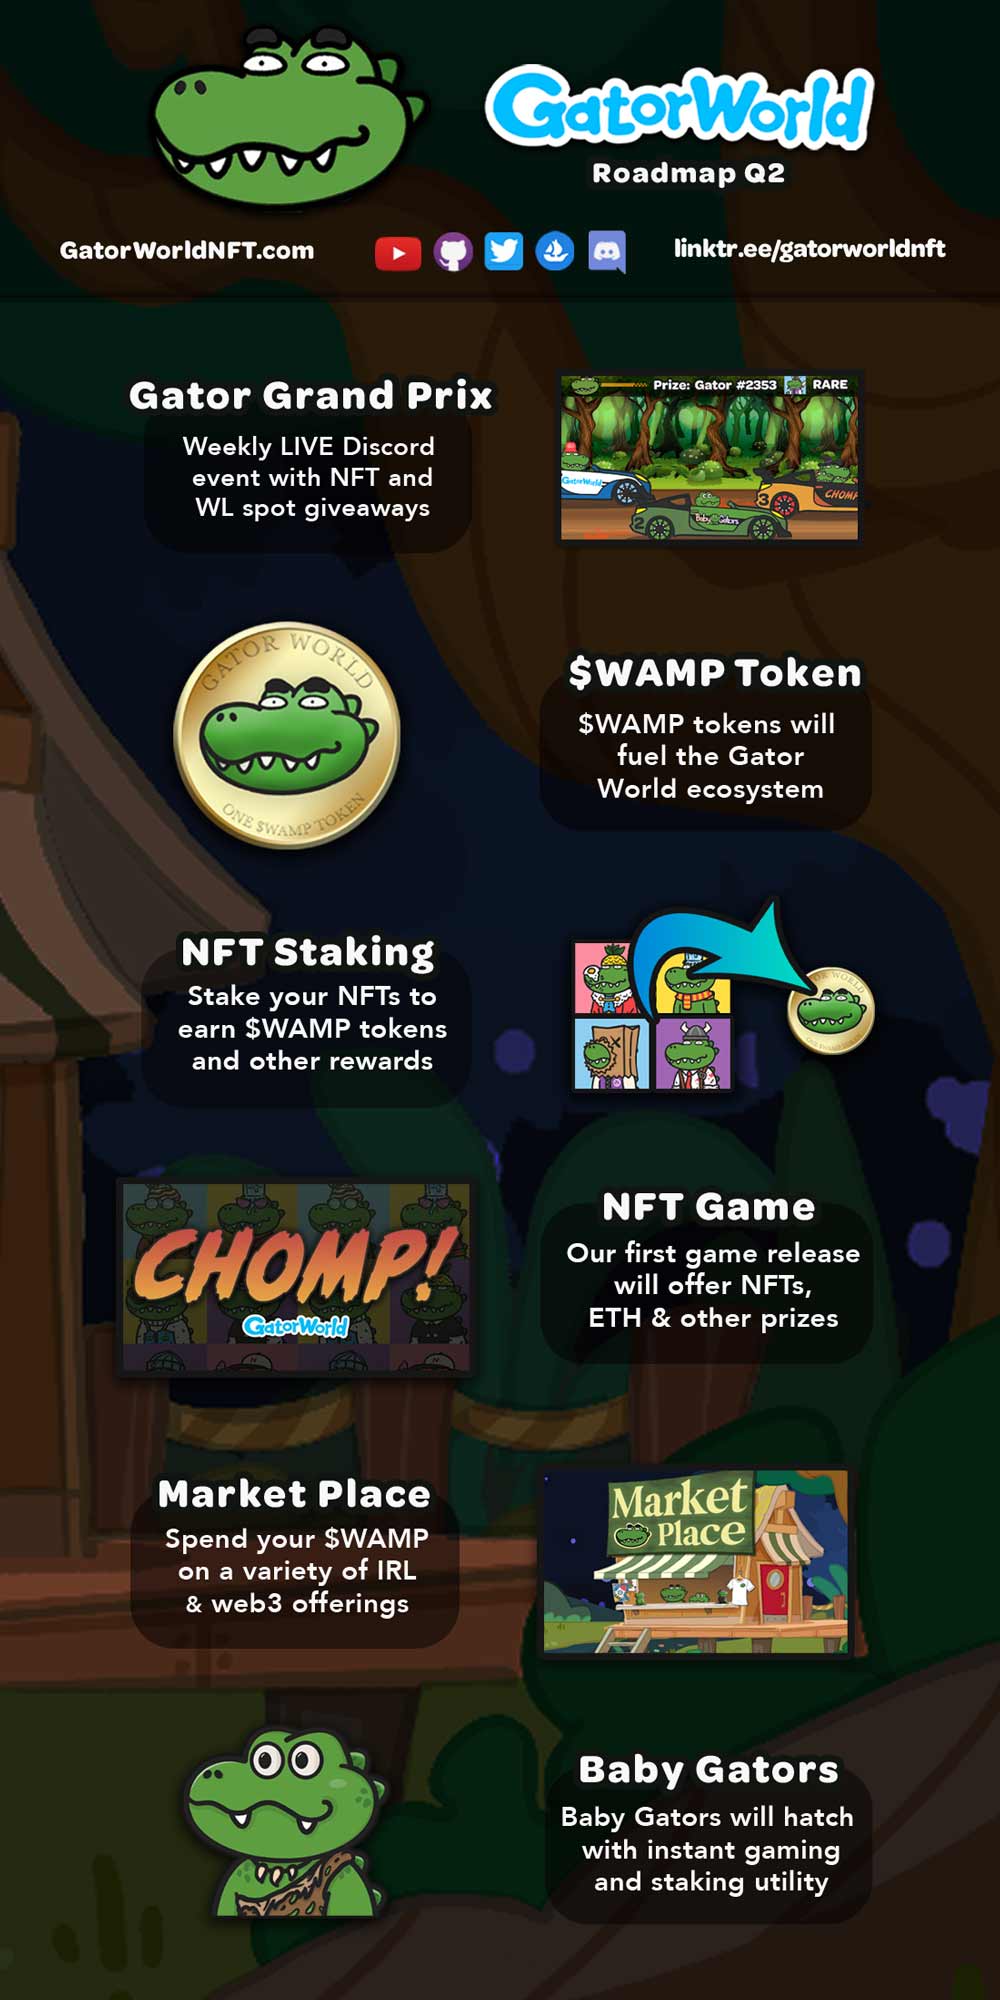 GatorWorld
Roadmap Q2
GatorWorldNFT.com
linktr.ee/gatorworldnft
Gator Grand Prix
Weekly LIVE Discord
event with NFT and
WL spot giveaways
Prize: Gator #2353 RARE
GatorWorld
3 CHOMP
2 Baby Gators
GATOR WORLD
ONE $WAMP TOKEN
$WAMP Token
$WAMP tokens will
fuel the Gator
World ecosystem
NFT Staking
Stake your NFTs to
earn $WAMP tokens
and other rewards
CHOMP!
GatorWorld
NFT Game
Our first game release
will offer NFTs,
ETH & other prizes
Market Place
Spend your $WAMP
on a variety of IRL
& web3 offerings
Market
Place
Baby Gators
Baby Gators will hatch
with instant gaming
and staking utility